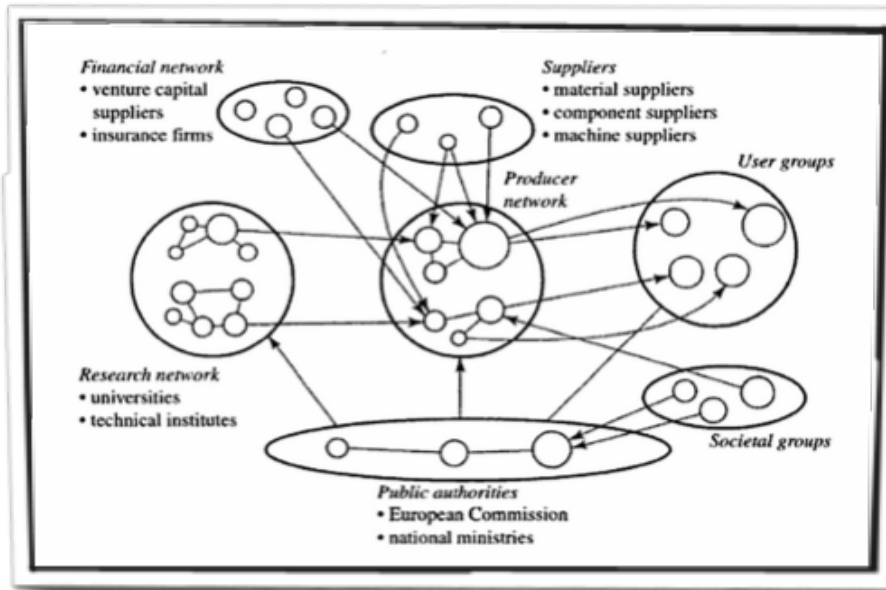 Financial network
• venture capital
suppliers
• insurance firms
Suppliers
• material suppliers
• component suppliers
• machine suppliers
User groups
Producer
network
Research network
• universities
• technical institutes
Societal groups
Public authorities
• European Commission
• national ministries